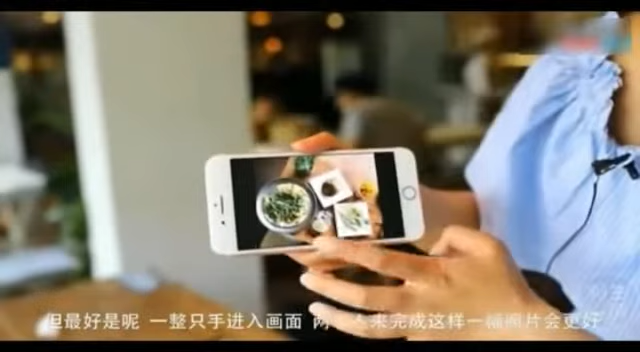 但最好是呢 一整只手进入画面 两个人来完成这样一幅照片会更好